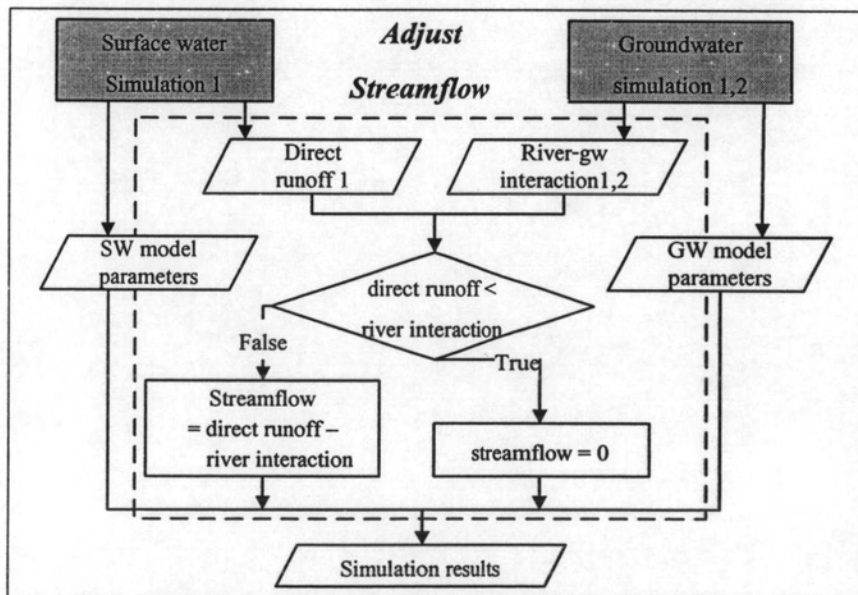 Surface water
Simulation 1
Adjust
Streamflow
Groundwater
simulation 1,2
Direct
runoff 1
River-gw
interaction1,2
SW model
parameters
GW model
parameters
direct runoff <
river interaction
False
True
Streamflow
= direct runoff –
river interaction
streamflow = 0
Simulation results